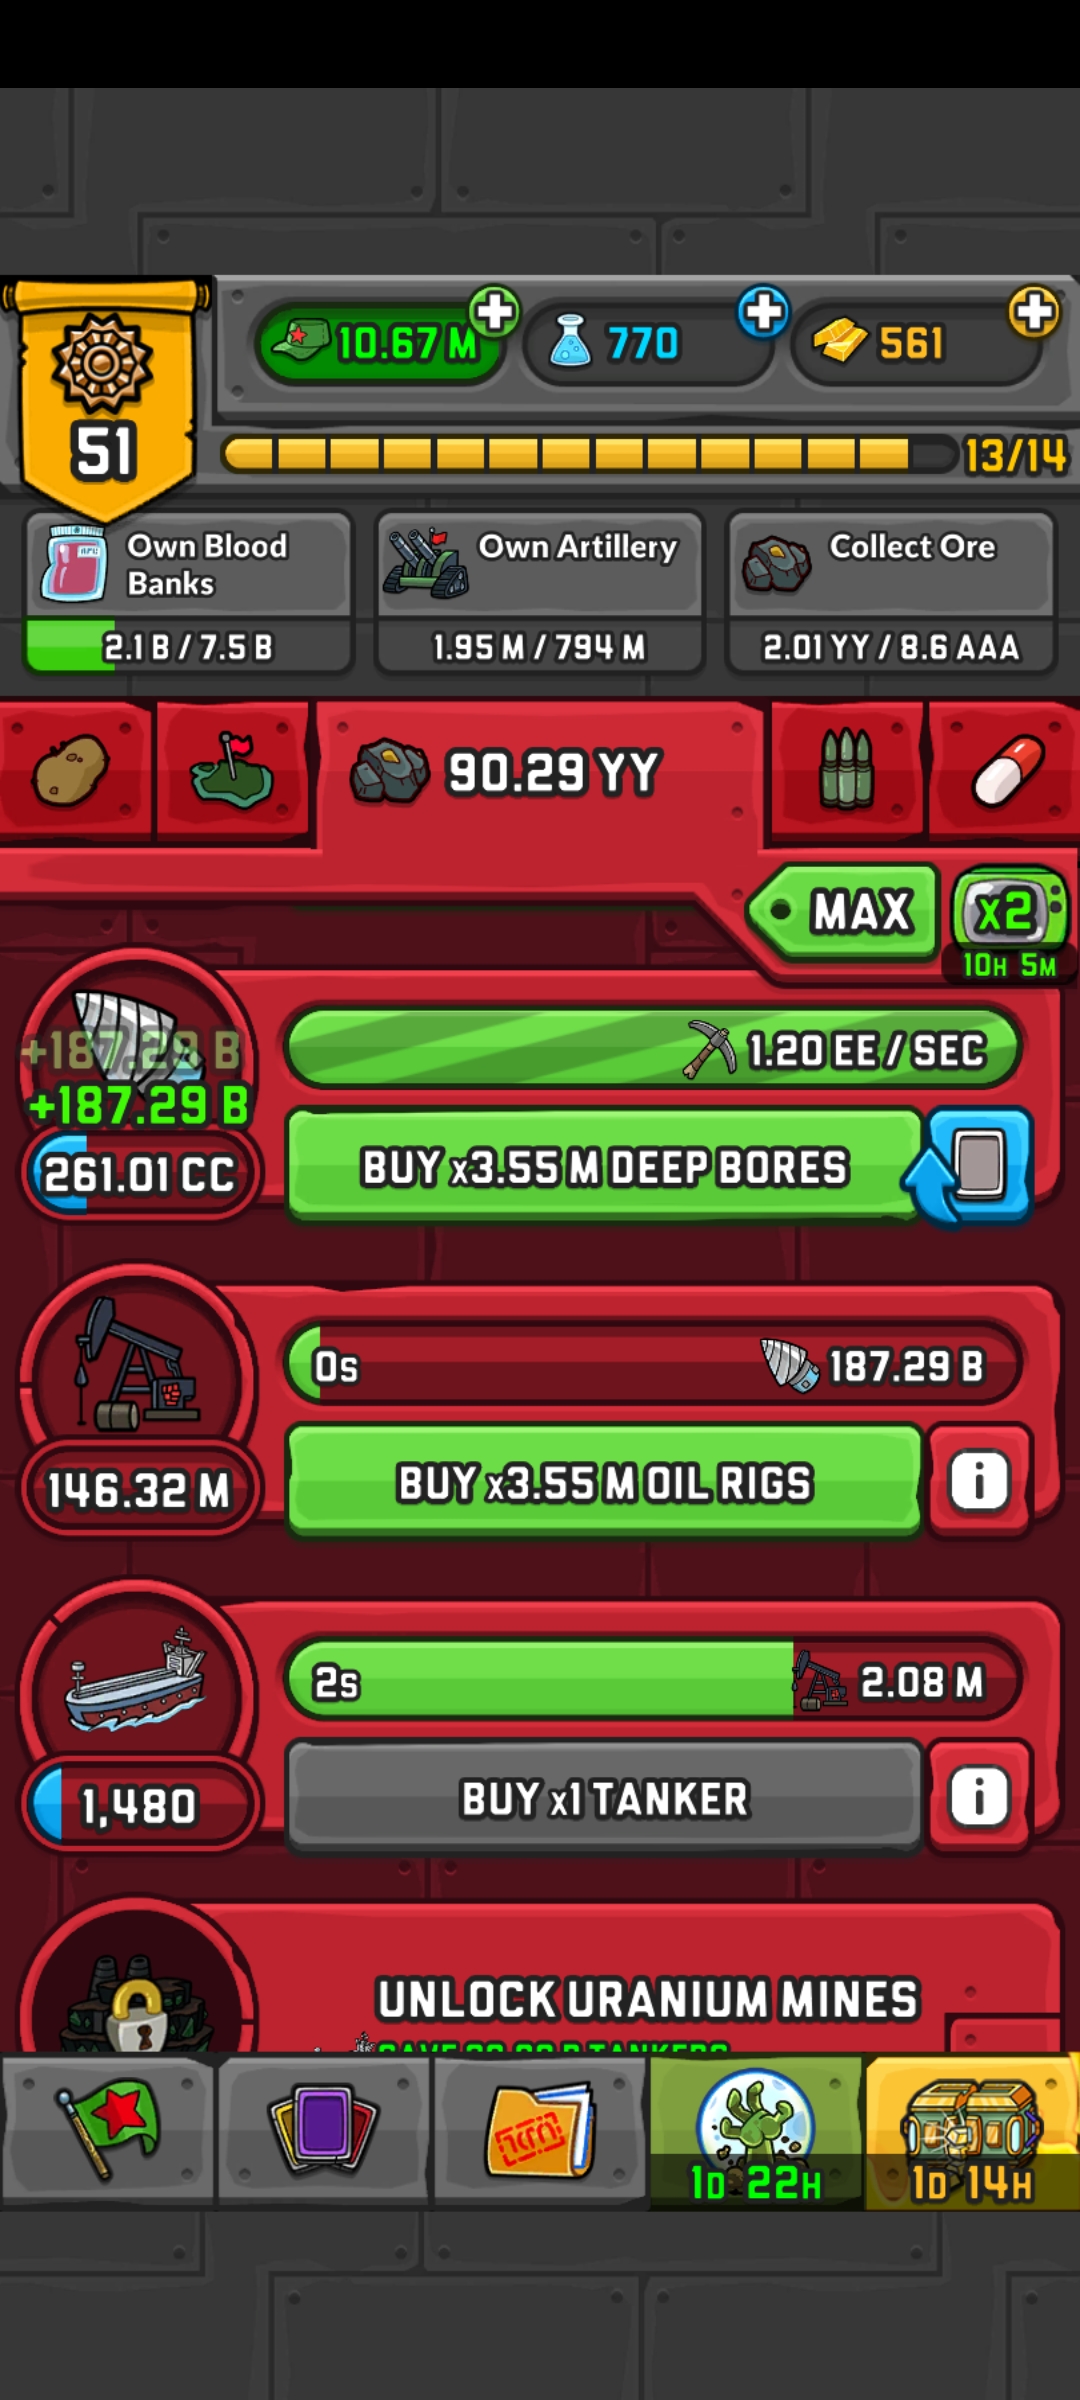 10.67 M
770
561
51
13/14
Own Blood
Banks
Own Artillery
Collect Ore
2.1 B / 7.5 B
1.95 M / 794 M
2.01 YY / 8.6 AAA
90.29 YY
MAX
x2
10H 5M
+187.29 B
+187.29 B
1.20 EE / SEC
261.01 CC
BUY x3.55 M DEEP BORES
0s
187.29 B
146.32 M
BUY x3.55 M OIL RIGS
i
2s
2.08 M
1,480
BUY x1 TANKER
i
UNLOCK URANIUM MINES
1D 22H
1D 14H